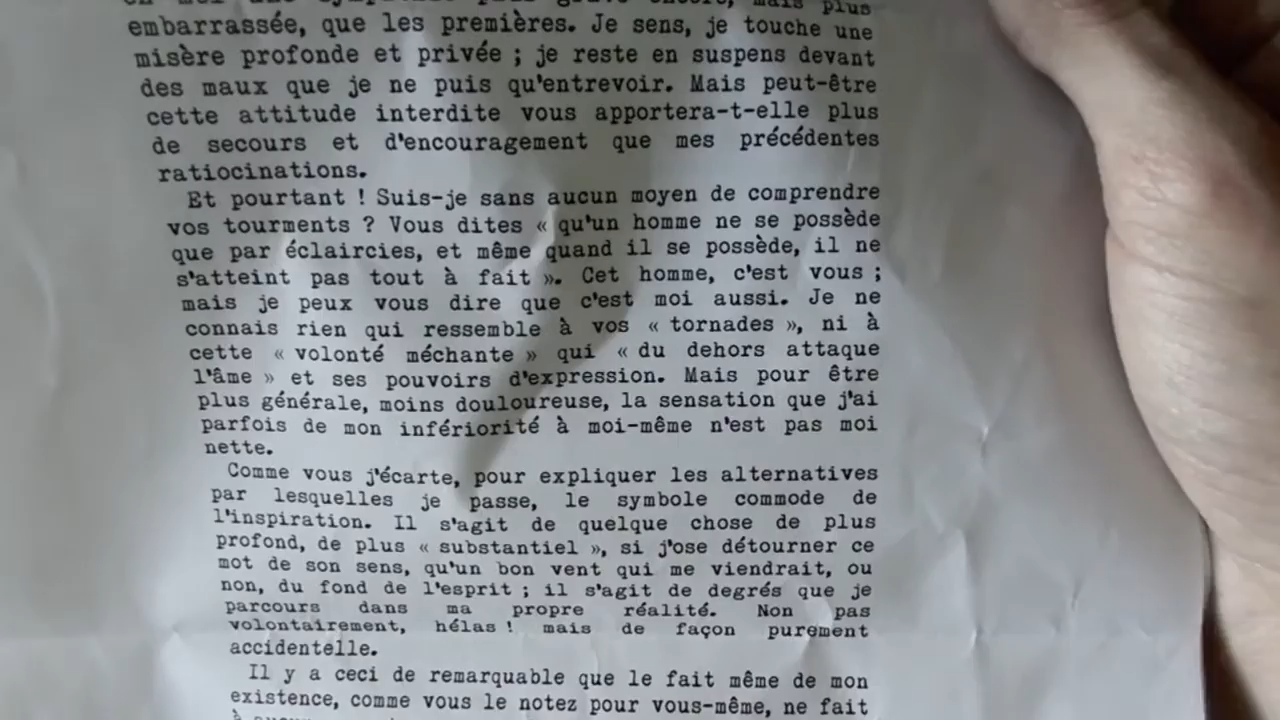 en moi une sympathie plus grave encore, mais plus
embarrassée, que les premières. Je sens, je touche une
misère profonde et privée ; je reste en suspens devant
des maux que je ne puis qu'entrevoir. Mais peut-être
cette attitude interdite vous apportera-t-elle plus
de secours et d'encouragement que mes précédentes
ratiocinations.
Et pourtant ! Suis-je sans aucun moyen de comprendre
vos tourments ? Vous dites « qu'un homme ne se possède
que par éclaircies, et même quand il se possède, il ne
s'atteint pas tout à fait ». Cet homme, c'est vous ;
mais je peux vous dire que c'est moi aussi. Je ne
connais rien qui ressemble à vos « tornades », ni à
cette « volonté méchante » qui « du dehors attaque
l'âme » et ses pouvoirs d'expression. Mais pour être
plus générale, moins douloureuse, la sensation que j'ai
parfois de mon infériorité à moi-même n'est pas moi
nette.
Comme vous j'écarte, pour expliquer les alternatives
par lesquelles je passe, le symbole commode de
l'inspiration. Il s'agit de quelque chose de plus
profond, de plus « substantiel », si j'ose détourner ce
mot de son sens, qu'un bon vent qui me viendrait, ou
non, du fond de l'esprit ; il s'agit de degrés que je
parcours dans ma propre réalité. Non pas
volontairement, hélas ! mais de façon purement
accidentelle.
Il y a ceci de remarquable que le fait même de mon
existence, comme vous le notez pour vous-même, ne fait